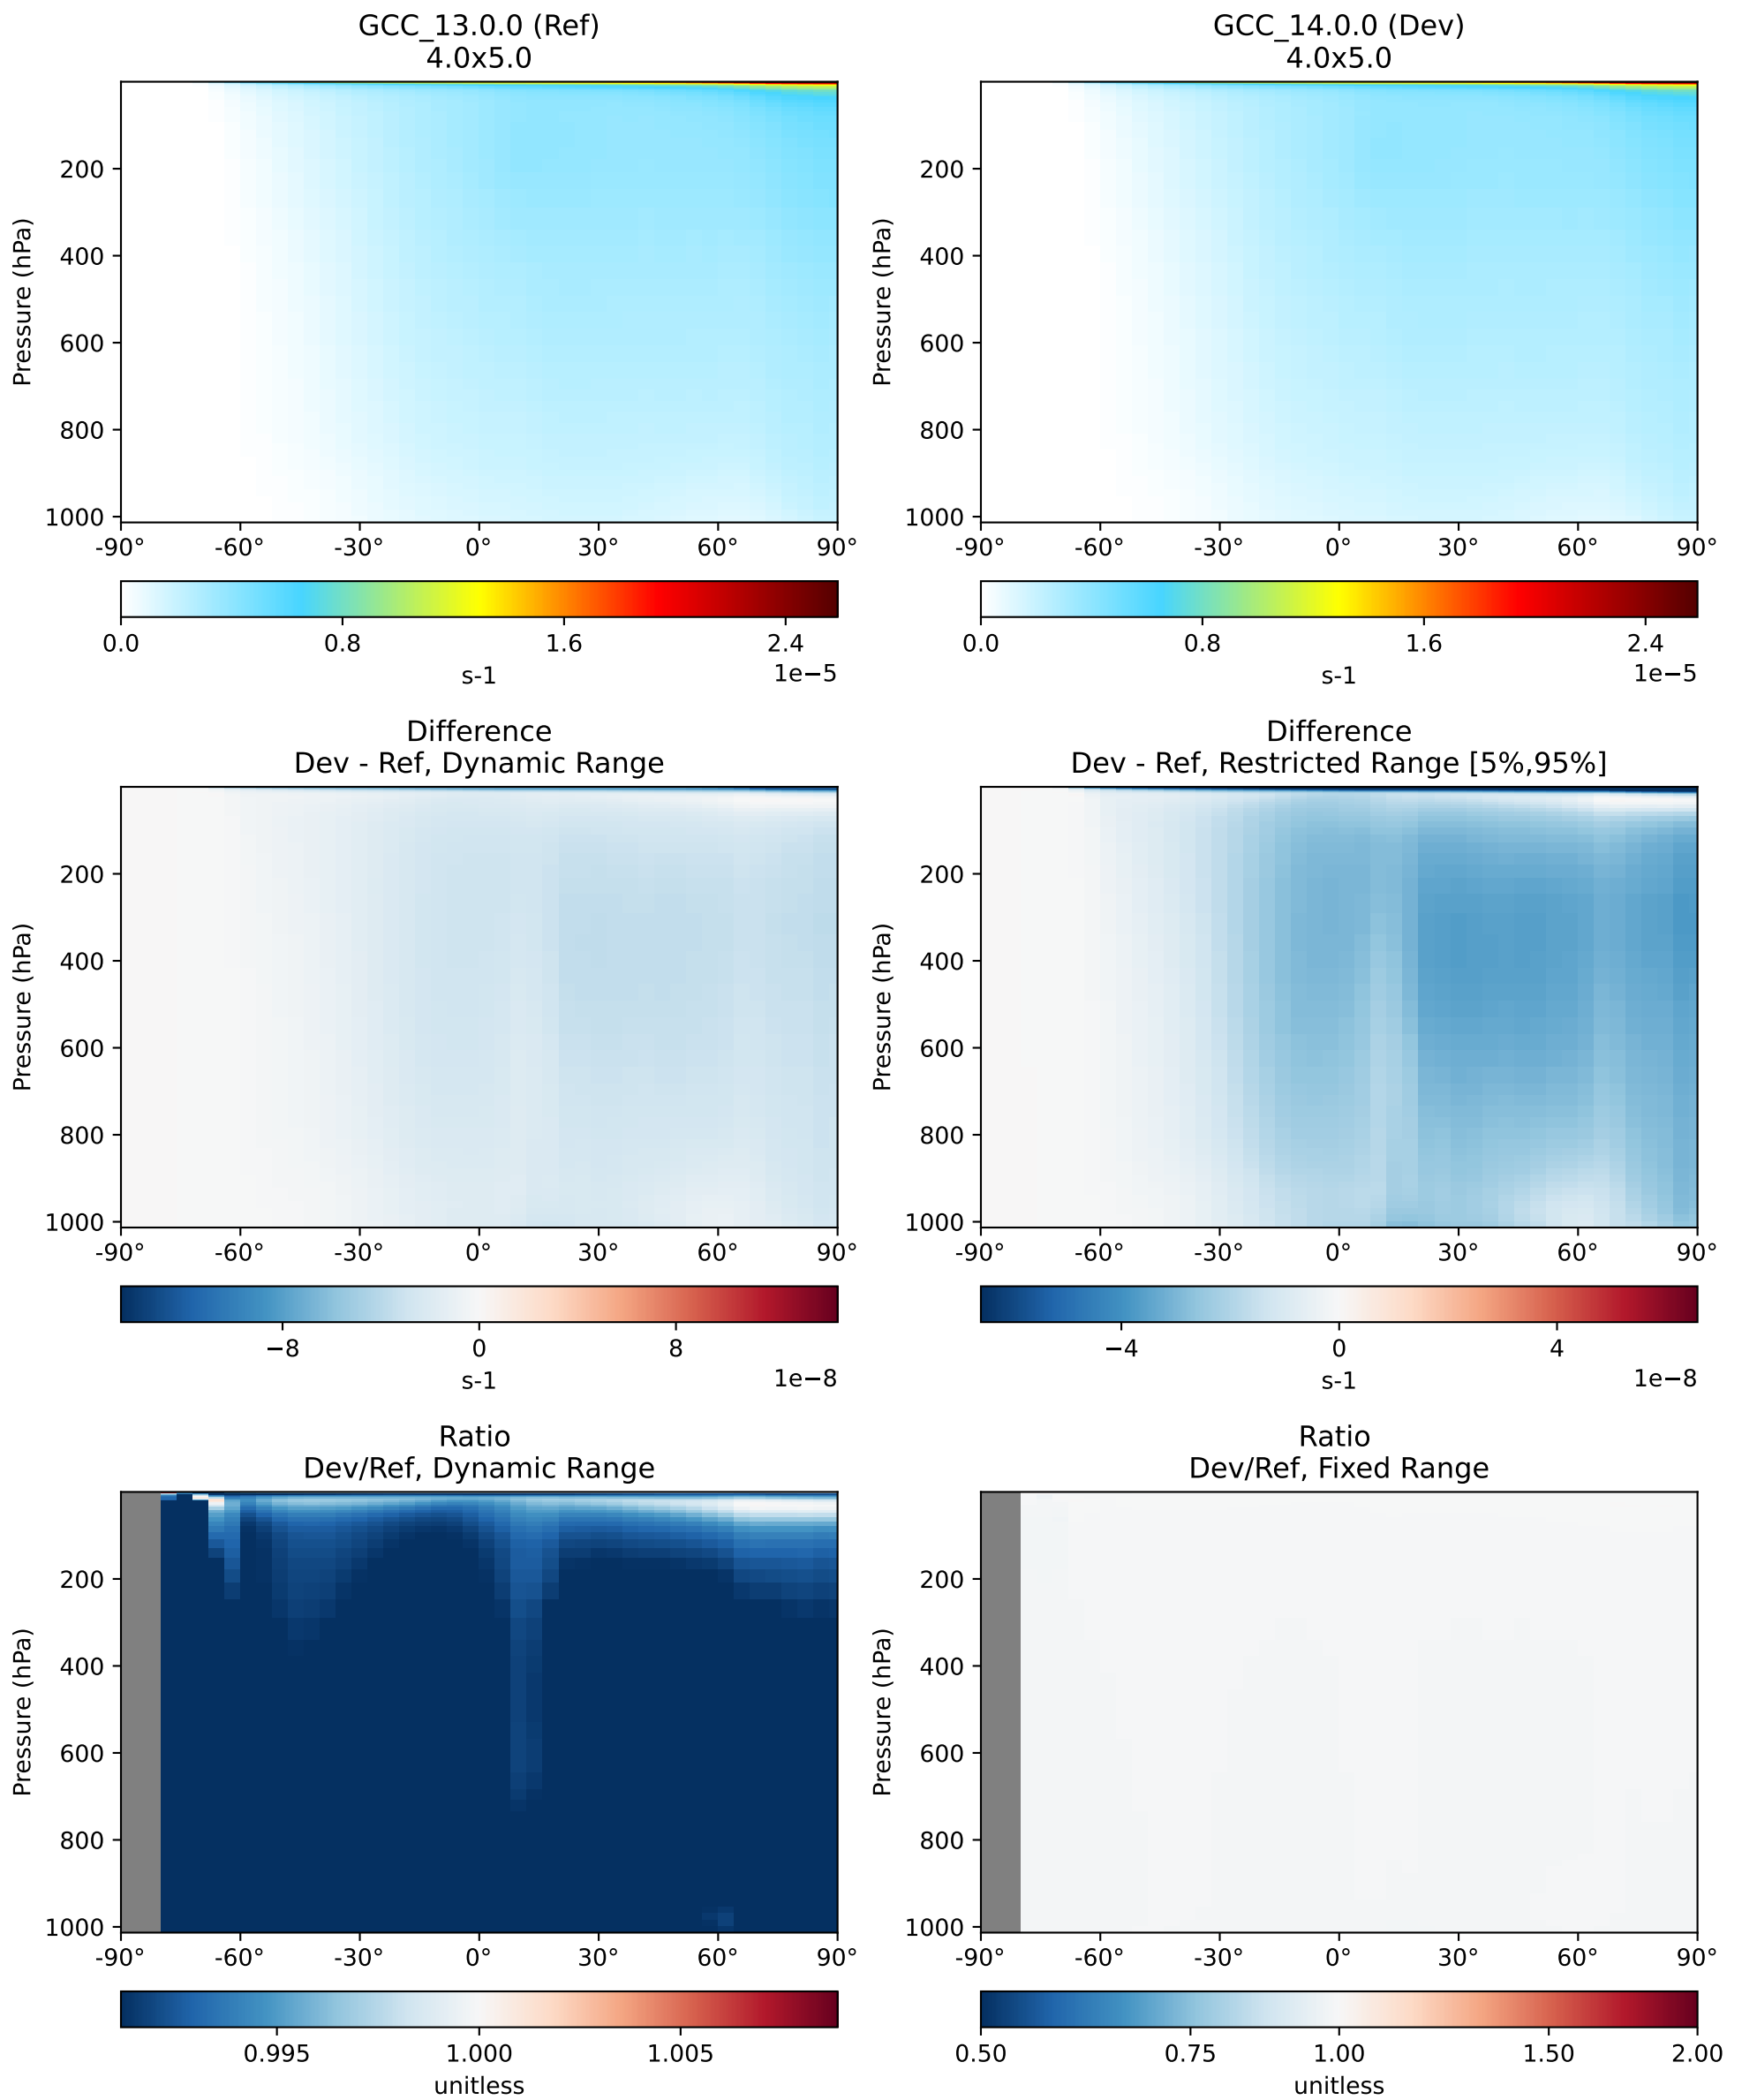 GCC_13.0.0 (Ref)
4.0x5.0
GCC_14.0.0 (Dev)
4.0x5.0
Pressure (hPa)
200
400
600
800
1000
-90° -60° -30° 0° 30° 60° 90°
0.0 0.8 1.6 2.4
s-1
1e−5
Pressure (hPa)
200
400
600
800
1000
-90° -60° -30° 0° 30° 60° 90°
0.0 0.8 1.6 2.4
s-1
1e−5
Difference
Dev - Ref, Dynamic Range
Pressure (hPa)
200
400
600
800
1000
-90° -60° -30° 0° 30° 60° 90°
−8 0 8
s-1
1e−8
Difference
Dev - Ref, Restricted Range [5%,95%]
Pressure (hPa)
200
400
600
800
1000
-90° -60° -30° 0° 30° 60° 90°
−4 0 4
s-1
1e−8
Ratio
Dev/Ref, Dynamic Range
Pressure (hPa)
200
400
600
800
1000
-90° -60° -30° 0° 30° 60° 90°
0.995 1.000 1.005
unitless
Ratio
Dev/Ref, Fixed Range
Pressure (hPa)
200
400
600
800
1000
-90° -60° -30° 0° 30° 60° 90°
0.50 0.75 1.00 1.50 2.00
unitless